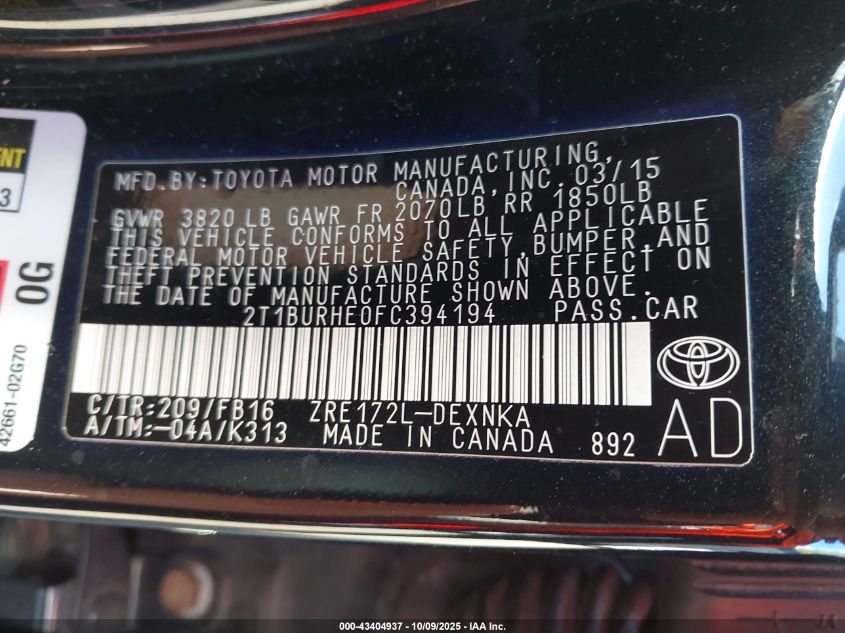 MFD.BY:TOYOTA MOTOR MANUFACTURING,
CANADA,INC. 03/15
GVWR 3820 LB GAWR FR 2070LB RR 1850LB
THIS VEHICLE CONFORMS TO ALL APPLICABLE
FEDERAL MOTOR VEHICLE SAFETY,BUMPER,AND
THEFT PREVENTION STANDARDS IN EFFECT ON
THE DATE OF MANUFACTURE SHOWN ABOVE.
2T1BURHE0FC394194 PASS.CAR
C/TR:209/FB16 ZRE172L-DEXNKA
A/TM:-04A/K313 MADE IN CANADA 892
AD
0G
42661-02G70
000-43404937 - 10/09/2025 - IAA Inc.